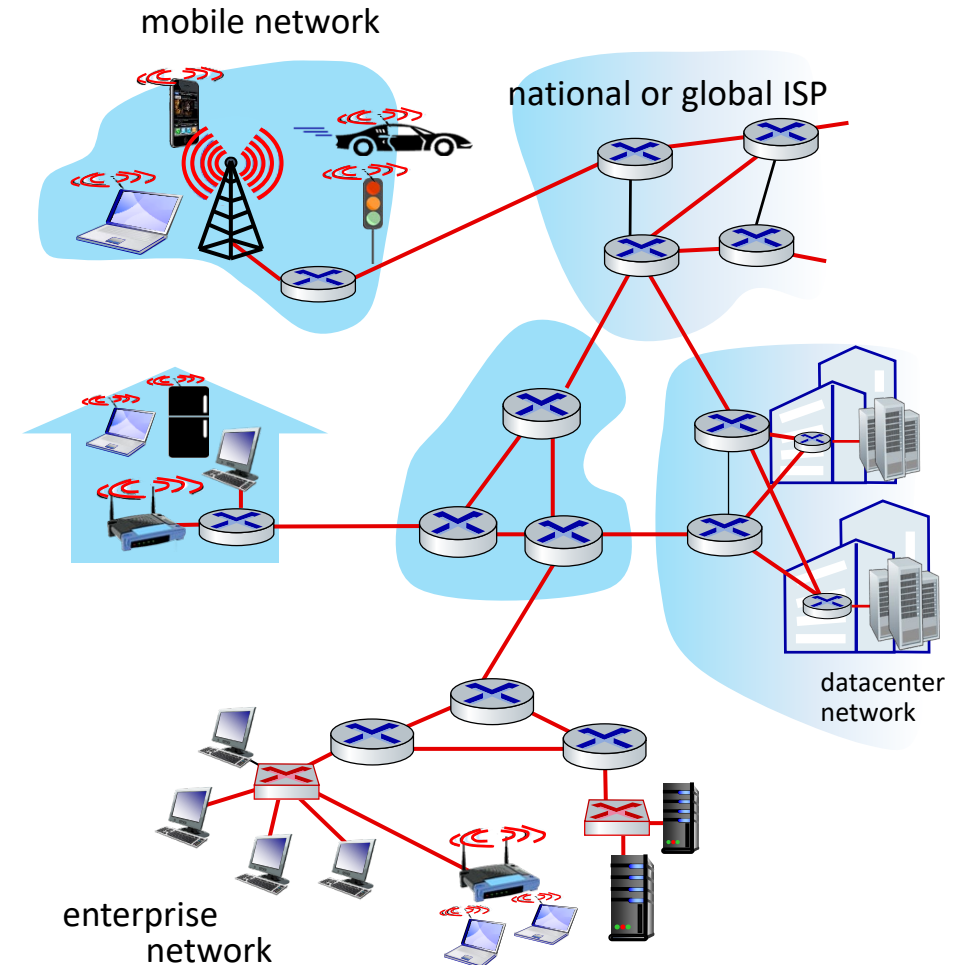 mobile network
national or global ISP
datacenter
network
enterprise
network